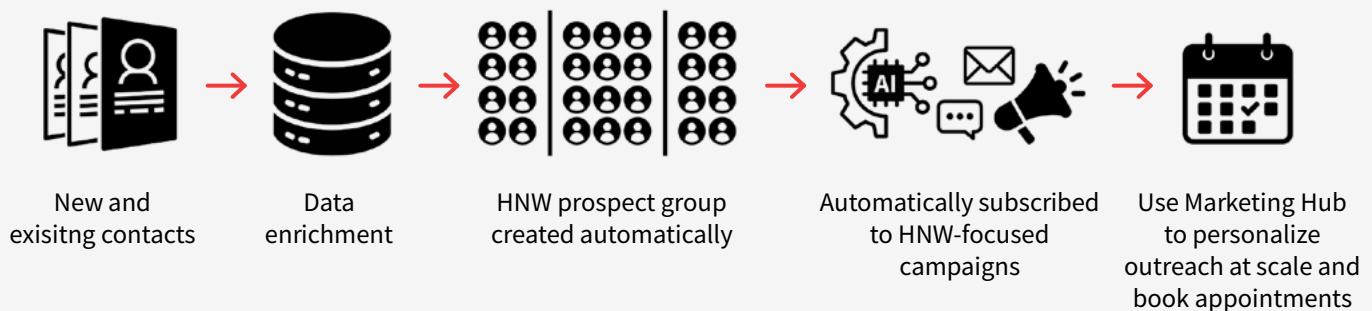 AI
New and
exisitng contacts
Data
enrichment
HNW prospect group
created automatically
Automatically subscribed
to HNW-focused
campaigns
Use Marketing Hub
to personalize
outreach at scale and
book appointments